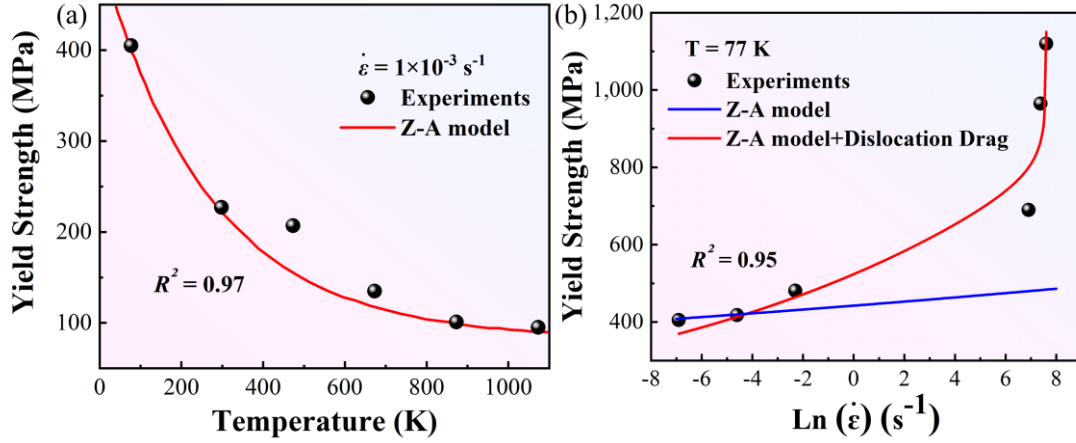 (a)
ε̇ = 1×10⁻³ s⁻¹
Experiments
Z-A model
R² = 0.97
Yield Strength (MPa)
400
300
200
100
0 200 400 600 800 1000
Temperature (K)
(b)
T = 77 K
Experiments
Z-A model
Z-A model+Dislocation Drag
R² = 0.95
Yield Strength (MPa)
1,200
1,000
800
600
400
-8 -6 -4 -2 0 2 4 6 8
Ln (ε̇) (s⁻¹)